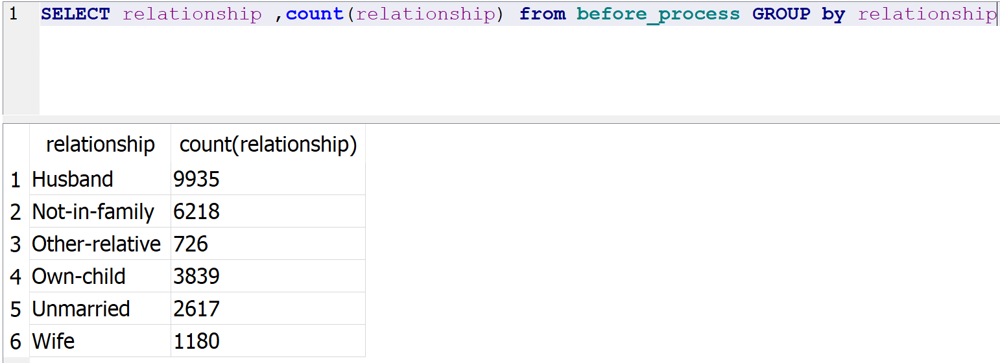 1 SELECT relationship ,count(relationship) from before_process GROUP by relationship
relationship count(relationship)
1 Husband 9935
2 Not-in-family 6218
3 Other-relative 726
4 Own-child 3839
5 Unmarried 2617
6 Wife 1180